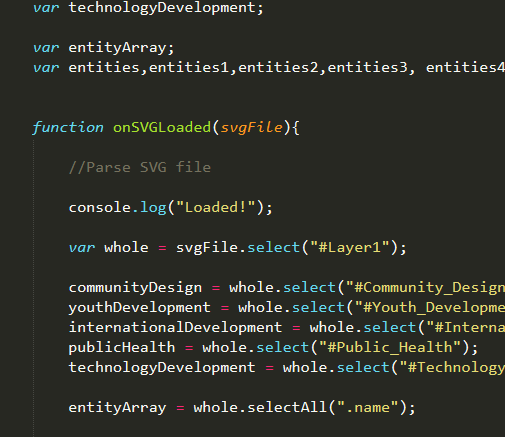 var technologyDevelopment;
var entityArray;
var entities,entities1,entities2,entities3, entities4
function onSVGLoaded(svgFile){
//Parse SVG file
console.log("Loaded!");
var whole = svgFile.select("#Layer1");
communityDesign = whole.select("#Community_Design
youthDevelopment = whole.select("#Youth_Developme
internationalDevelopment = whole.select("#Interna
publicHealth = whole.select("#Public_Health");
technologyDevelopment = whole.select("#Technology
entityArray = whole.selectAll(".name");